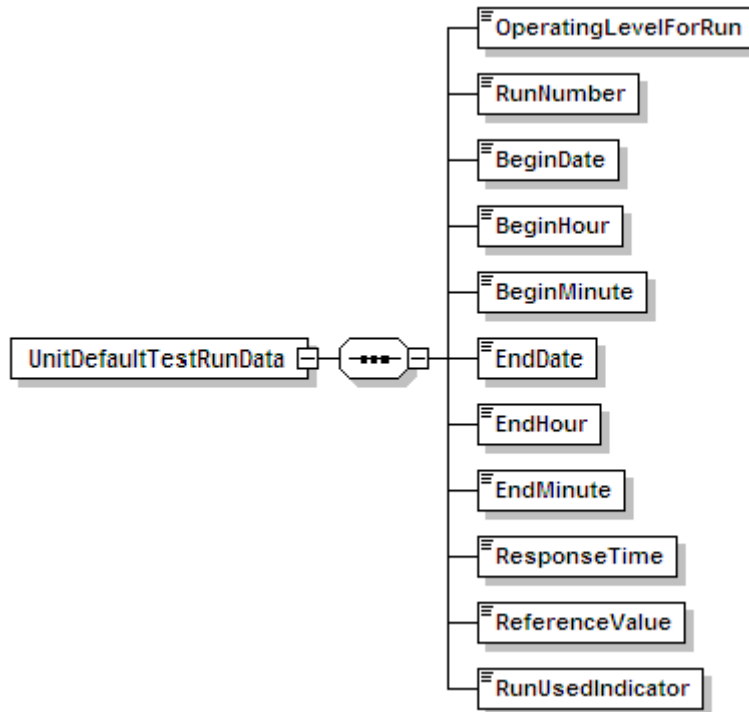 OperatingLevelForRun
RunNumber
BeginDate
BeginHour
BeginMinute
UnitDefaultTestRunData
EndDate
EndHour
EndMinute
ResponseTime
ReferenceValue
RunUsedIndicator